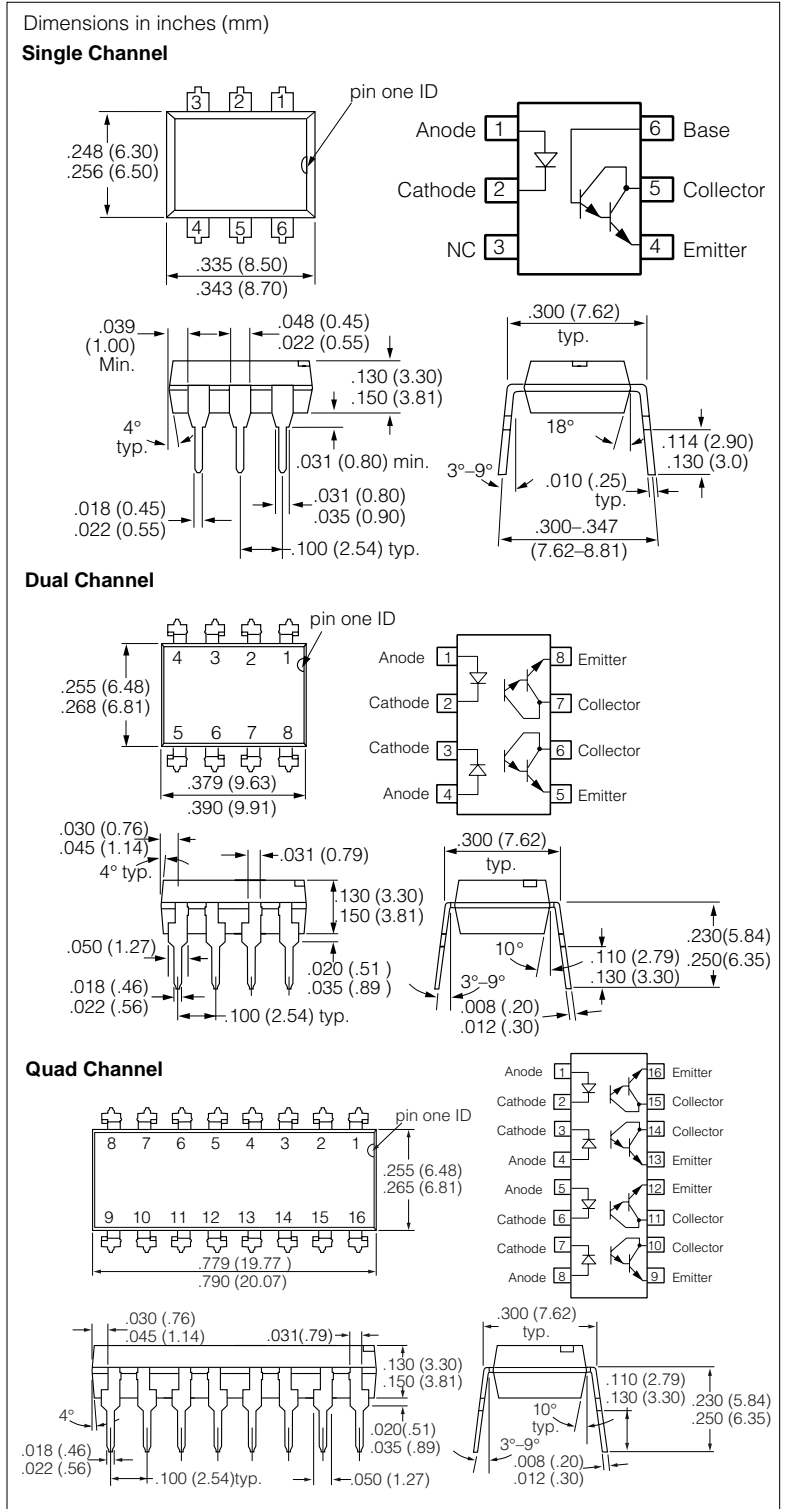 Dimensions in inches (mm)
Single Channel
3 2 1
pin one ID
.248 (6.30)
.256 (6.50)
4 5 6
.335 (8.50)
.343 (8.70)
Anode 1
6 Base
Cathode 2
5 Collector
NC 3
4 Emitter
.039
(1.00)
Min.
.048 (0.45)
.022 (0.55)
.130 (3.30)
.150 (3.81)
4°
typ.
.031 (0.80) min.
.018 (0.45)
.022 (0.55)
.031 (0.80)
.035 (0.90)
.100 (2.54) typ.
.300 (7.62)
typ.
18°
.114 (2.90)
.130 (3.0)
3°–9°
.010 (.25)
typ.
.300–.347
(7.62–8.81)
Dual Channel
pin one ID
4 3 2 1
.255 (6.48)
.268 (6.81)
5 6 7 8
.379 (9.63)
.390 (9.91)
Anode 1
8 Emitter
Cathode 2
7 Collector
Cathode 3
6 Collector
Anode 4
5 Emitter
.030 (0.76)
.045 (1.14)
4° typ.
.031 (0.79)
.130 (3.30)
.150 (3.81)
.050 (1.27)
.020 (.51 )
.035 (.89 )
.018 (.46)
.022 (.56)
.100 (2.54) typ.
.300 (7.62)
typ.
.230(5.84)
.250(6.35)
10°
.110 (2.79)
.130 (3.30)
3°–9°
.008 (.20)
.012 (.30)
Quad Channel
pin one ID
8 7 6 5 4 3 2 1
.255 (6.48)
.265 (6.81)
9 10 11 12 13 14 15 16
.779 (19.77 )
.790 (20.07)
Anode 1
16 Emitter
Cathode 2
15 Collector
Cathode 3
14 Collector
Anode 4
13 Emitter
Anode 5
12 Emitter
Cathode 6
11 Collector
Cathode 7
10 Collector
Anode 8
9 Emitter
.030 (.76)
.045 (1.14)
.031(.79)
.130 (3.30)
.150 (3.81)
4°
.020(.51)
.035 (.89)
.018 (.46)
.022 (.56)
.100 (2.54)typ.
.050 (1.27)
.300 (7.62)
typ.
.110 (2.79)
.130 (3.30)
.230 (5.84)
.250 (6.35)
10°
typ.
3°–9°
.008 (.20)
.012 (.30)